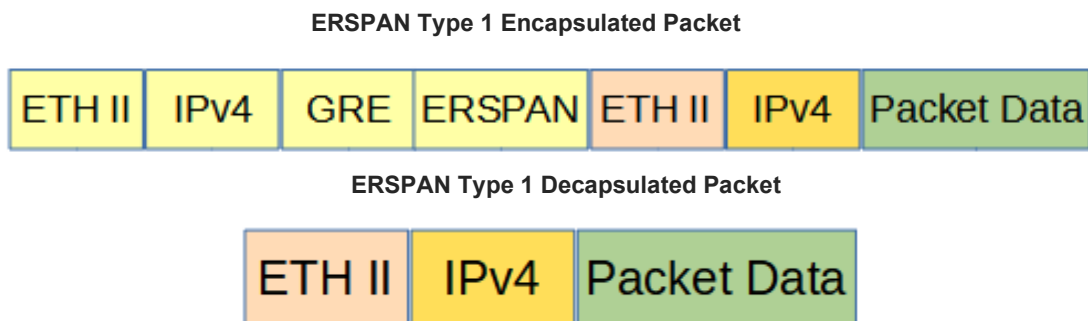 ERSPAN Type 1 Encapsulated Packet
ETH II IPv4 GRE ERSPAN ETH II IPv4 Packet Data
ERSPAN Type 1 Decapsulated Packet
ETH II IPv4 Packet Data